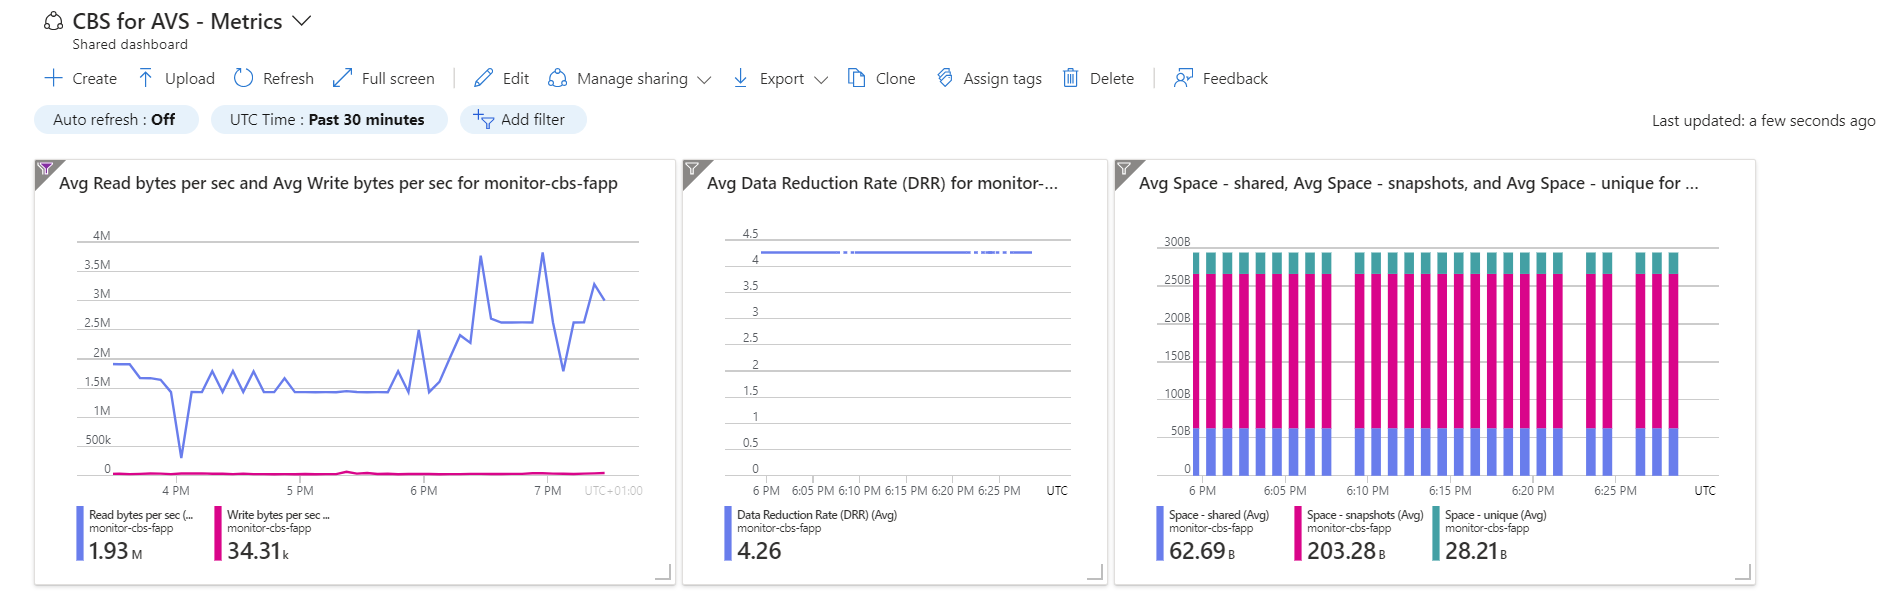 CBS for AVS - Metrics
Shared dashboard
Create Upload Refresh Full screen Edit Manage sharing Export Clone Assign tags Delete Feedback
Auto refresh : Off UTC Time : Past 30 minutes Add filter Last updated: a few seconds ago
Avg Read bytes per sec and Avg Write bytes per sec for monitor-cbs-fapp
4M
3.5M
3M
2.5M
2M
1.5M
1M
500k
0
4 PM 5 PM 6 PM 7 PM UTC+01:00
Read bytes per sec (... Write bytes per sec ...
monitor-cbs-fapp monitor-cbs-fapp
1.93 M 34.31 k
Avg Data Reduction Rate (DRR) for monitor-...
4.5
4
3.5
3
2.5
2
1.5
1
0.5
0
6 PM 6:05 PM 6:10 PM 6:15 PM 6:20 PM 6:25 PM UTC
Data Reduction Rate (DRR) (Avg)
monitor-cbs-fapp
4.26
Avg Space - shared, Avg Space - snapshots, and Avg Space - unique for ...
300B
250B
200B
150B
100B
50B
0
6 PM 6:05 PM 6:10 PM 6:15 PM 6:20 PM 6:25 PM UTC
Space - shared (Avg) Space - snapshots (Avg) Space - unique (Avg)
monitor-cbs-fapp monitor-cbs-fapp monitor-cbs-fapp
62.69 B 203.28 B 28.21 B